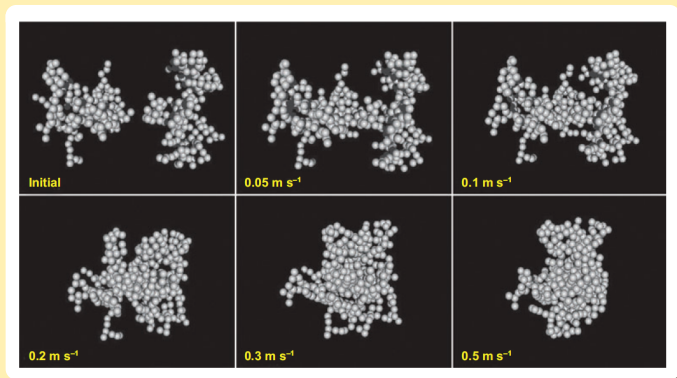 Initial
0.05 m s⁻¹
0.1 m s⁻¹
0.2 m s⁻¹
0.3 m s⁻¹
0.5 m s⁻¹